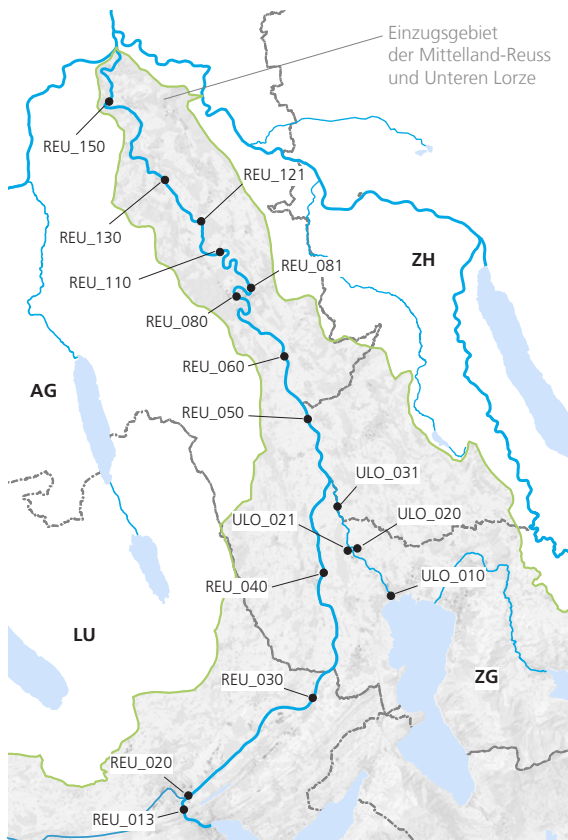 Einzugsgebiet
der Mittelland-Reuss
und Unteren Lorze
REU_150
REU_121
REU_130
REU_110
REU_081
ZH
REU_080
REU_060
AG
REU_050
ULO_031
ULO_021
ULO_020
REU_040
ULO_010
LU
ZG
REU_030
REU_020
REU_013